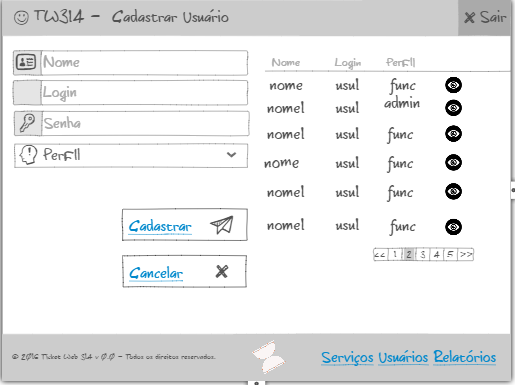 TW314 - Cadastrar Usuário
Sair
Nome
Login
Senha
Perfil
Cadastrar
Cancelar
Nome Login Perfil
nome usu1 func
nome1 usu1 admin
nome1 usu1 func
nome usu1 func
nome1 usu1 func
nome1 usu1 func
<< 1 2 3 4 5 >>
© 2016 Ticket Web 314 v 0.0 - Todos os direitos reservados.
Serviços Usuários Relatórios